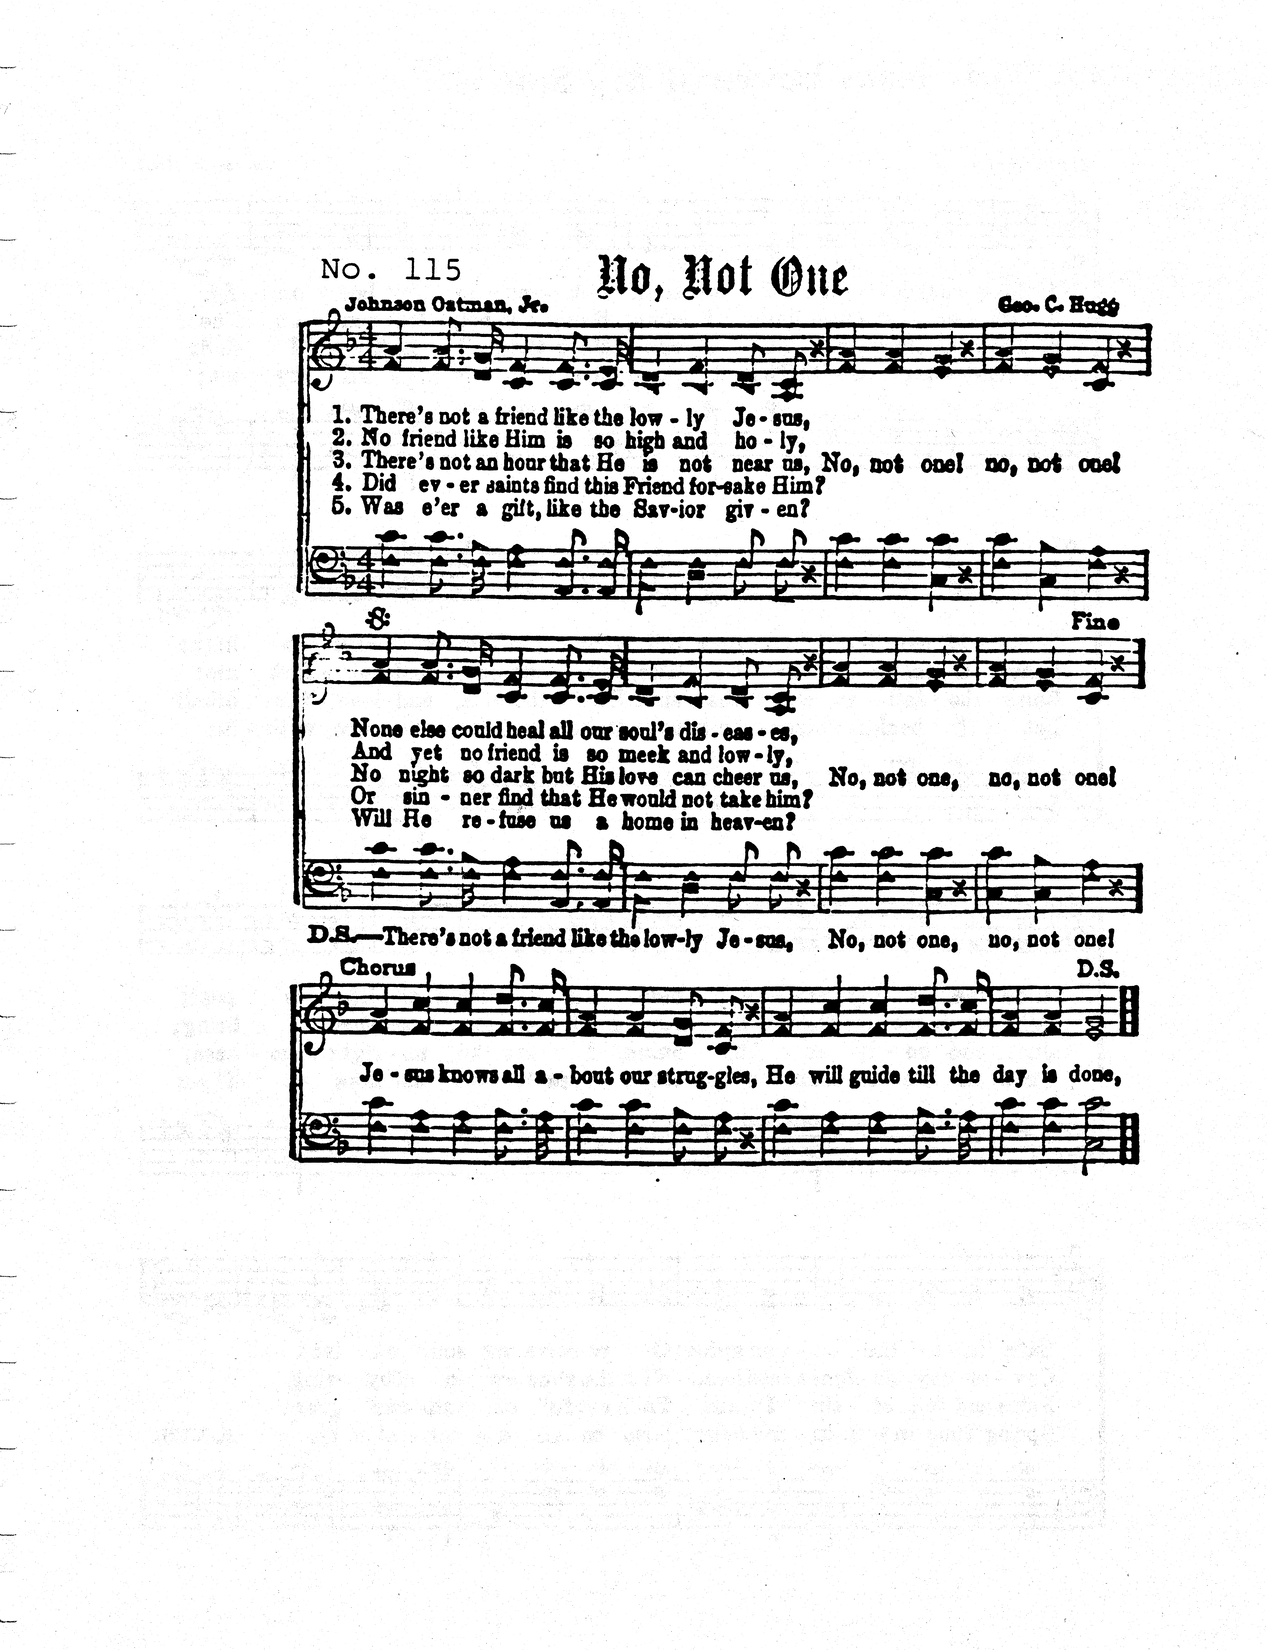 No. 115
No, Not One
Johnson Oatman, Jr. Geo. C. Hugg
1. There's not a friend like the low - ly Je - sus,
2. No friend like Him is so high and ho - ly,
3. There's not an hour that He is not near us, No, not one! no, not one!
4. Did ev - er saints find this Friend for-sake Him?
5. Was e'er a gift, like the Sav-ior giv - en?
Fine
None else could heal all our soul's dis - eas - es,
And yet no friend is so meek and low - ly,
No night so dark but His love can cheer us, No, not one, no, not one!
Or sin - ner find that He would not take him?
Will He re - fuse us a home in heav-en?
D.S.—There's not a friend like the low-ly Je - sus, No, not one, no, not one!
Chorus D.S.
Je - sus knows all a - bout our strug-gles, He will guide till the day is done,